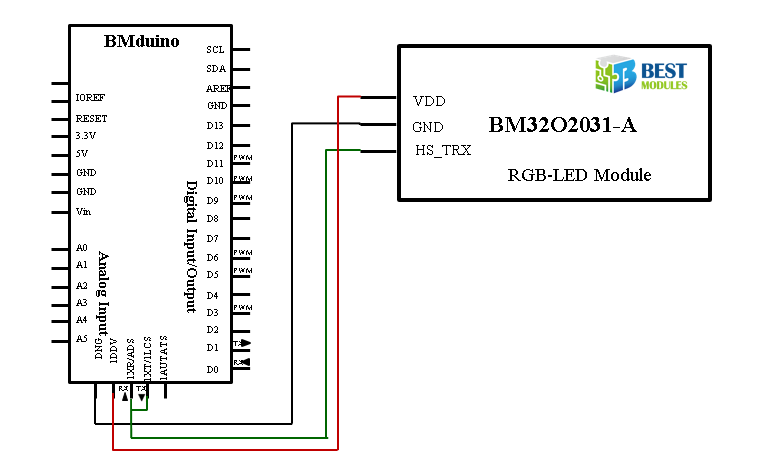 BMduino
SCL
SDA
AREF
GND
D13
D12
D11
PWM
D10
PWM
D9
PWM
D8
D7
D6
PWM
D5
PWM
D4
D3
PWM
D2
D1
TX
D0
RX
IOREF
RESET
3.3V
5V
GND
GND
Vin
A0
A1
A2
A3
A4
A5
Analog Input
Digital Input/Output
DNG
1DDV
1XR/ADS
1XT/1LCS
1AUTATS
RX
TX
BEST
MODULES
VDD
GND
HS_TRX
BM32O2031-A
RGB-LED Module